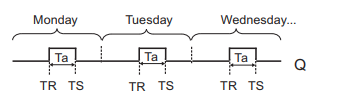 Monday Tuesday Wednesday...
Ta Ta Ta Q
TR TS TR TS TR TS